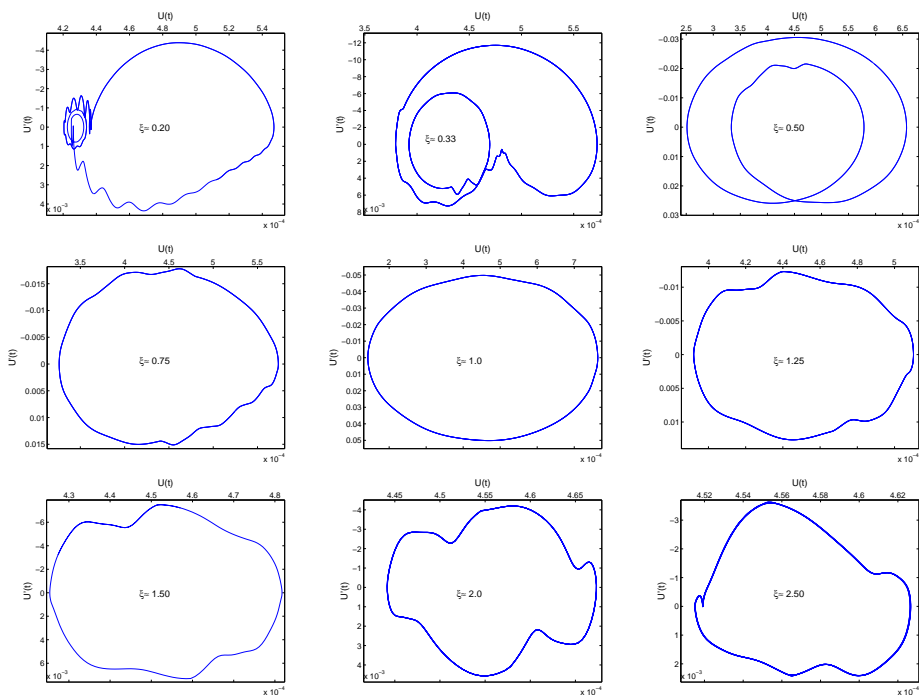 U(t)
4.2 4.4 4.6 4.8 5 5.2 5.4
−4
−3
−2
−1
0
1
2
3
4
U'(t)
ξ≈ 0.20
x 10⁻³
x 10⁻⁴
U(t)
3.5 4 4.5 5 5.5
−12
−10
−8
−6
−4
−2
0
2
4
6
8
U'(t)
ξ≈ 0.33
x 10⁻³
x 10⁻⁴
U(t)
2.5 3 3.5 4 4.5 5 5.5 6 6.5
−0.03
−0.02
−0.01
0
0.01
0.02
0.03
U'(t)
ξ≈ 0.50
x 10⁻⁴
U(t)
3.5 4 4.5 5 5.5
−0.015
−0.01
−0.005
0
0.005
0.01
0.015
U'(t)
ξ≈ 0.75
x 10⁻⁴
U(t)
2 3 4 5 6 7
−0.05
−0.04
−0.03
−0.02
−0.01
0
0.01
0.02
0.03
0.04
0.05
U'(t)
ξ≈ 1.0
x 10⁻⁴
U(t)
4 4.2 4.4 4.6 4.8 5
−0.01
−0.005
0
0.005
0.01
U'(t)
ξ≈ 1.25
x 10⁻⁴
U(t)
4.3 4.4 4.5 4.6 4.7 4.8
−6
−4
−2
0
2
4
6
U'(t)
ξ≈ 1.50
x 10⁻³
x 10⁻⁴
U(t)
4.45 4.5 4.55 4.6 4.65
−4
−3
−2
−1
0
1
2
3
4
U'(t)
ξ≈ 2.0
x 10⁻³
x 10⁻⁴
U(t)
4.52 4.54 4.56 4.58 4.6 4.62
−3
−2
−1
0
1
2
U'(t)
ξ≈ 2.50
x 10⁻³
x 10⁻⁴